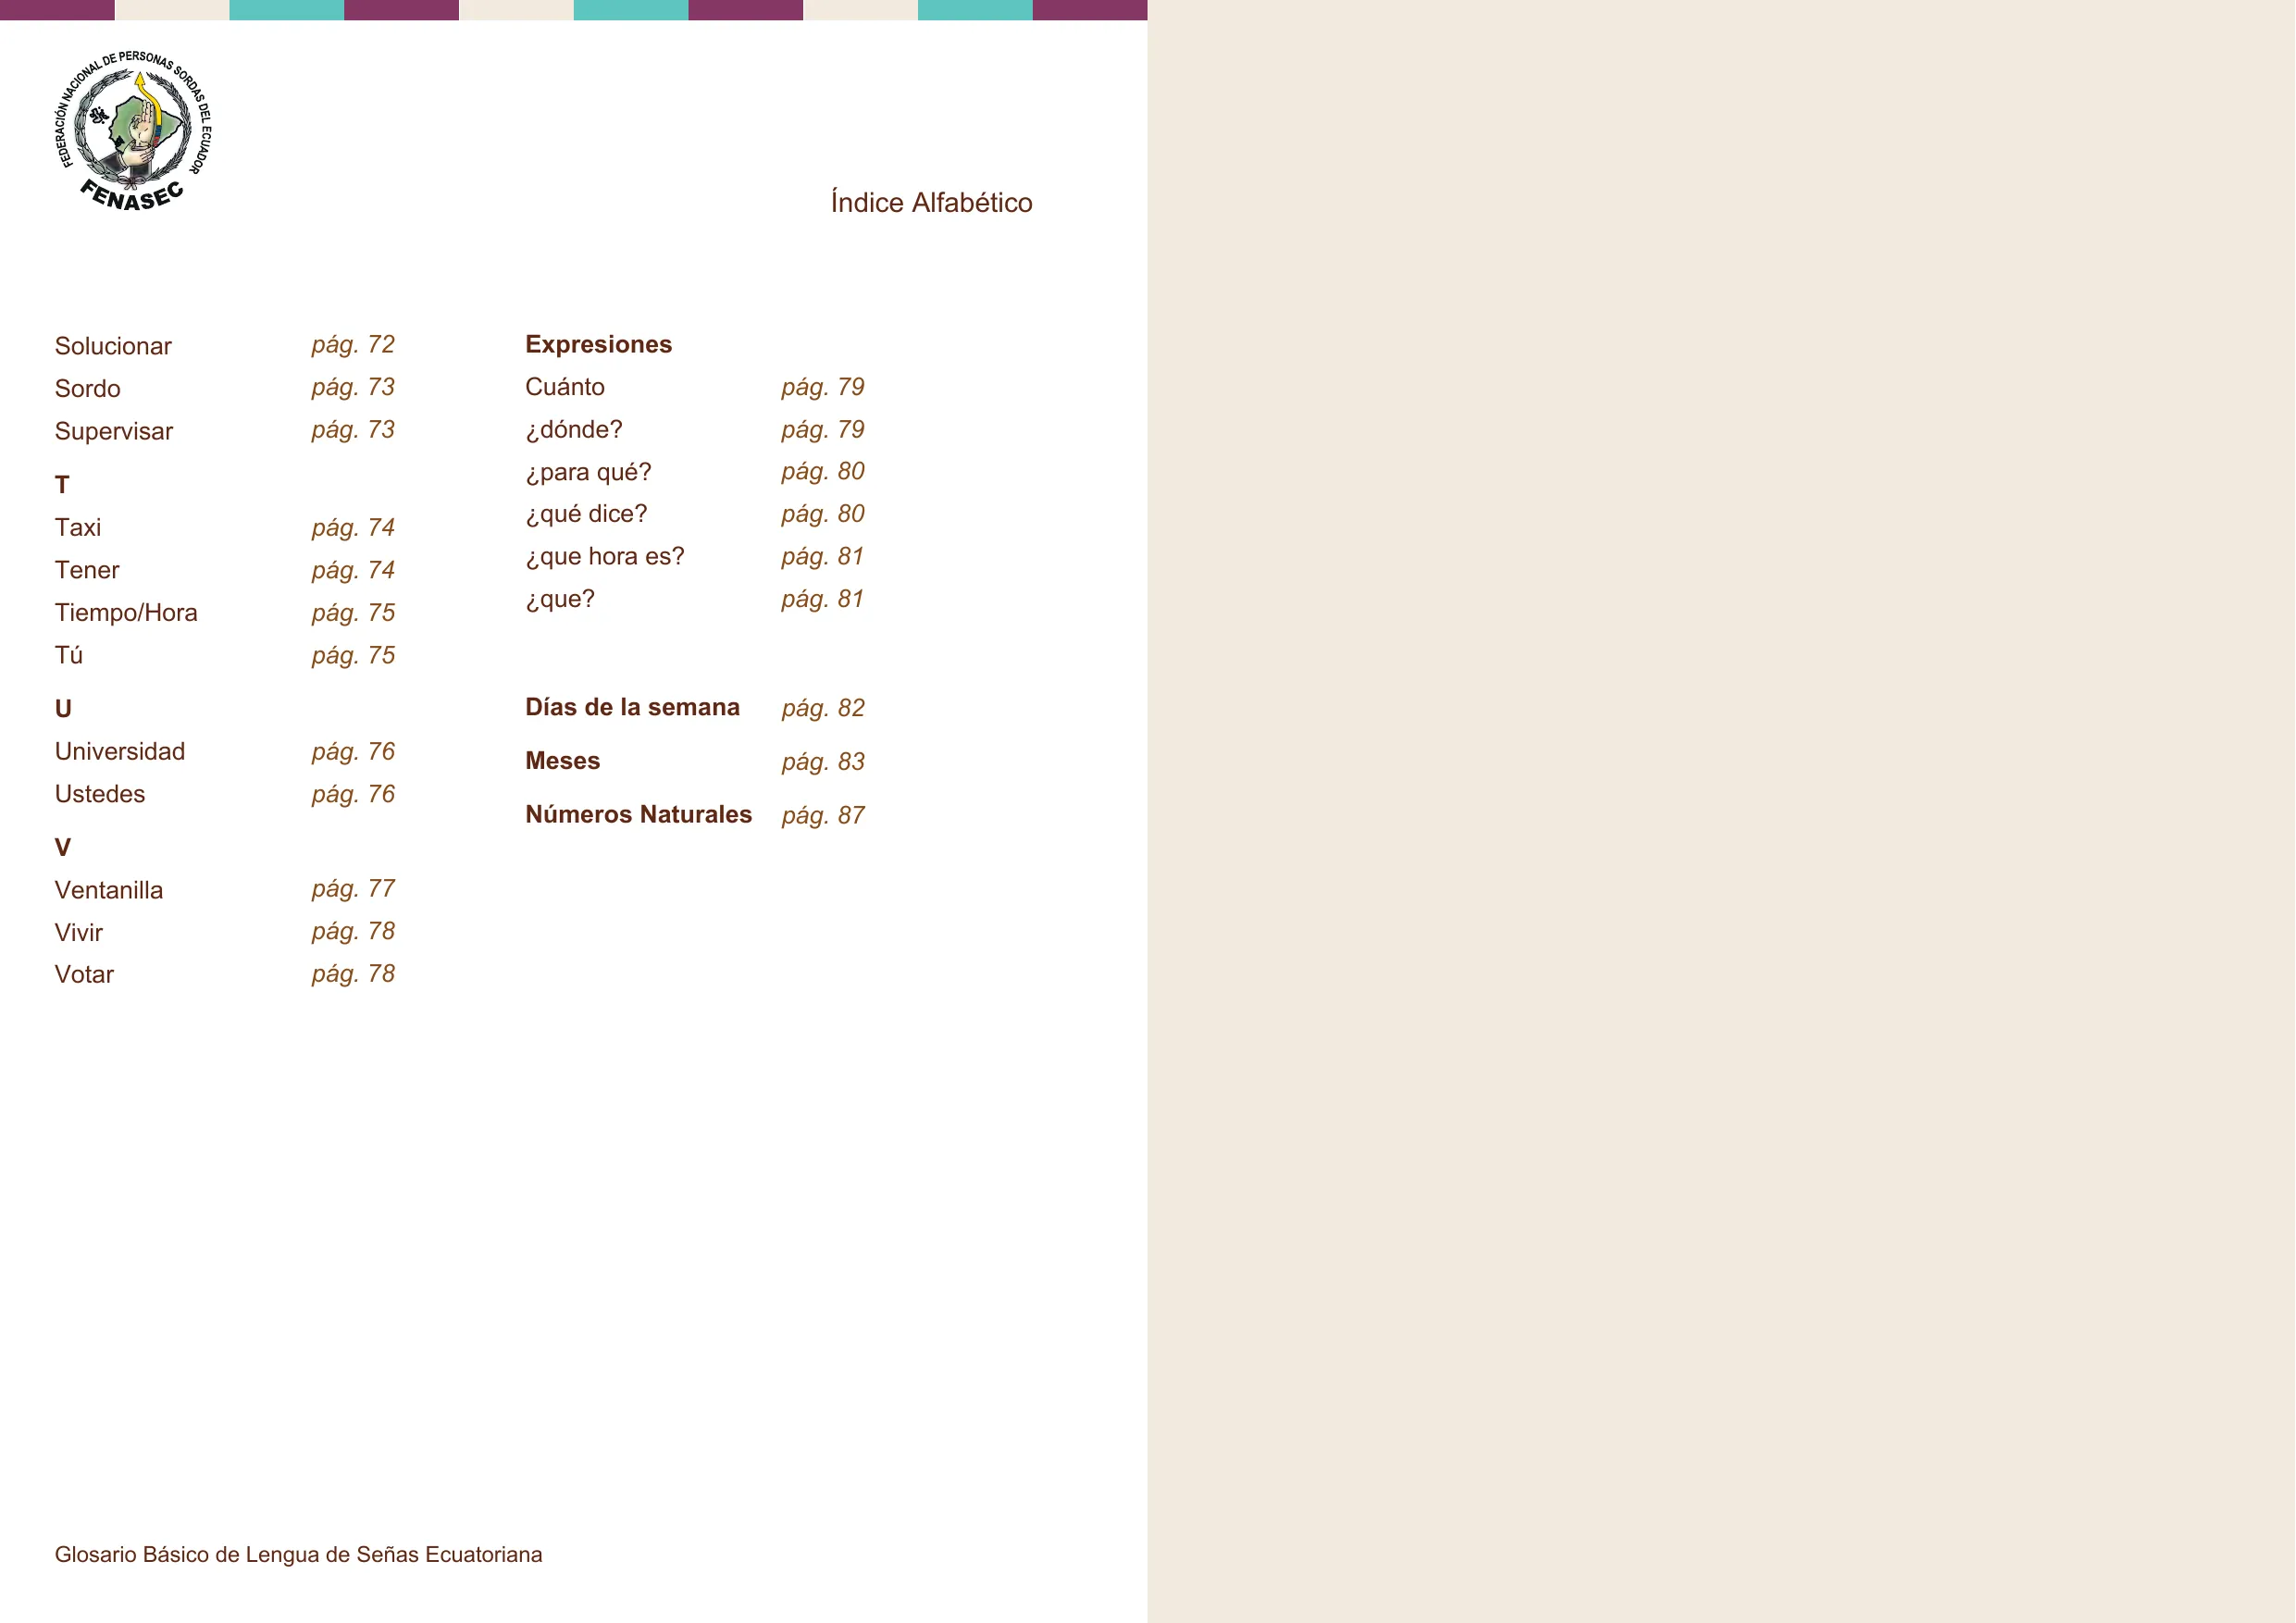 FEDERACIÓN NACIONAL DE PERSONAS SORDAS DEL ECUADOR
FENASEC
Índice Alfabético
Solucionar pág. 72
Sordo pág. 73
Supervisar pág. 73
T
Taxi pág. 74
Tener pág. 74
Tiempo/Hora pág. 75
Tú pág. 75
U
Universidad pág. 76
Ustedes pág. 76
V
Ventanilla pág. 77
Vivir pág. 78
Votar pág. 78
Expresiones
Cuánto pág. 79
¿dónde? pág. 79
¿para qué? pág. 80
¿qué dice? pág. 80
¿que hora es? pág. 81
¿que? pág. 81
Días de la semana pág. 82
Meses pág. 83
Números Naturales pág. 87
Glosario Básico de Lengua de Señas Ecuatoriana